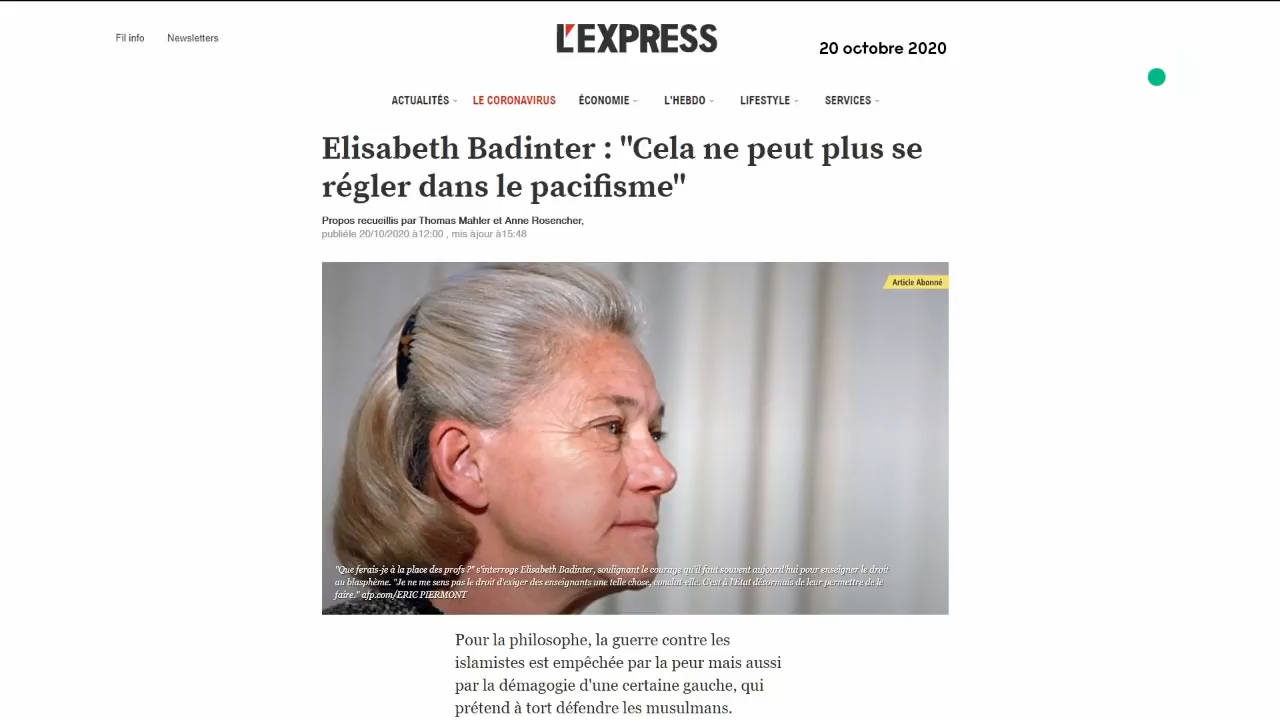 Fil info Newsletters
L'EXPRESS
20 octobre 2020
ACTUALITÉS LE CORONAVIRUS ÉCONOMIE L'HEBDO LIFESTYLE SERVICES
Elisabeth Badinter : "Cela ne peut plus se
régler dans le pacifisme"
Propos recueillis par Thomas Mahler et Anne Rosencher,
publiéle 20/10/2020 à12:00 , mis àjour à15:48
Article Abonné
"Que ferais-je à la place des profs ?" s'interroge Elisabeth Badinter, soulignant le courage qu'il faut souvent aujourd'hui pour enseigner le droit
au blasphème. "Je ne me sens pas le droit d'exiger des enseignants une telle chose, conclut-elle. C'est à l'Etat désormais de leur permettre de le
faire." afp.com/ERIC PIERMONT
Pour la philosophe, la guerre contre les
islamistes est empêchée par la peur mais aussi
par la démagogie d'une certaine gauche, qui
prétend à tort défendre les musulmans.